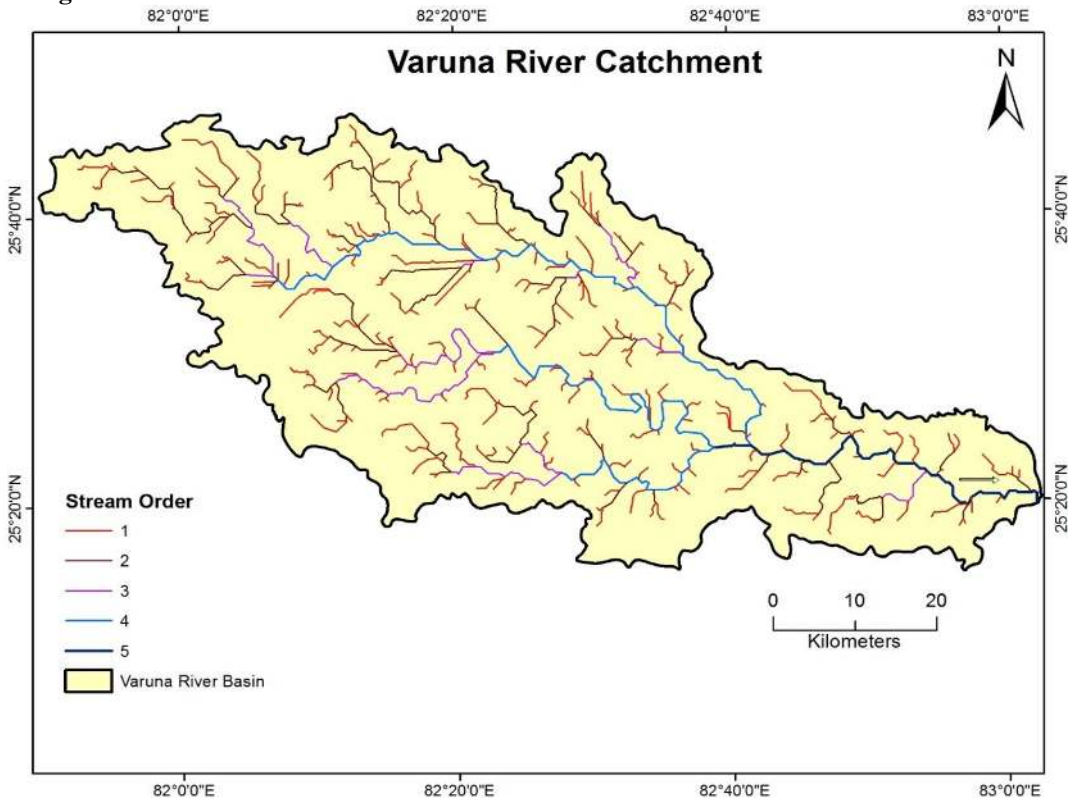 82°0'0"E 82°20'0"E 82°40'0"E 83°0'0"E
Varuna River Catchment
N
25°40'0"N 25°40'0"N
25°20'0"N 25°20'0"N
Stream Order
1
2
3
4
5
Varuna River Basin
0 10 20
Kilometers
82°0'0"E 82°20'0"E 82°40'0"E 83°0'0"E